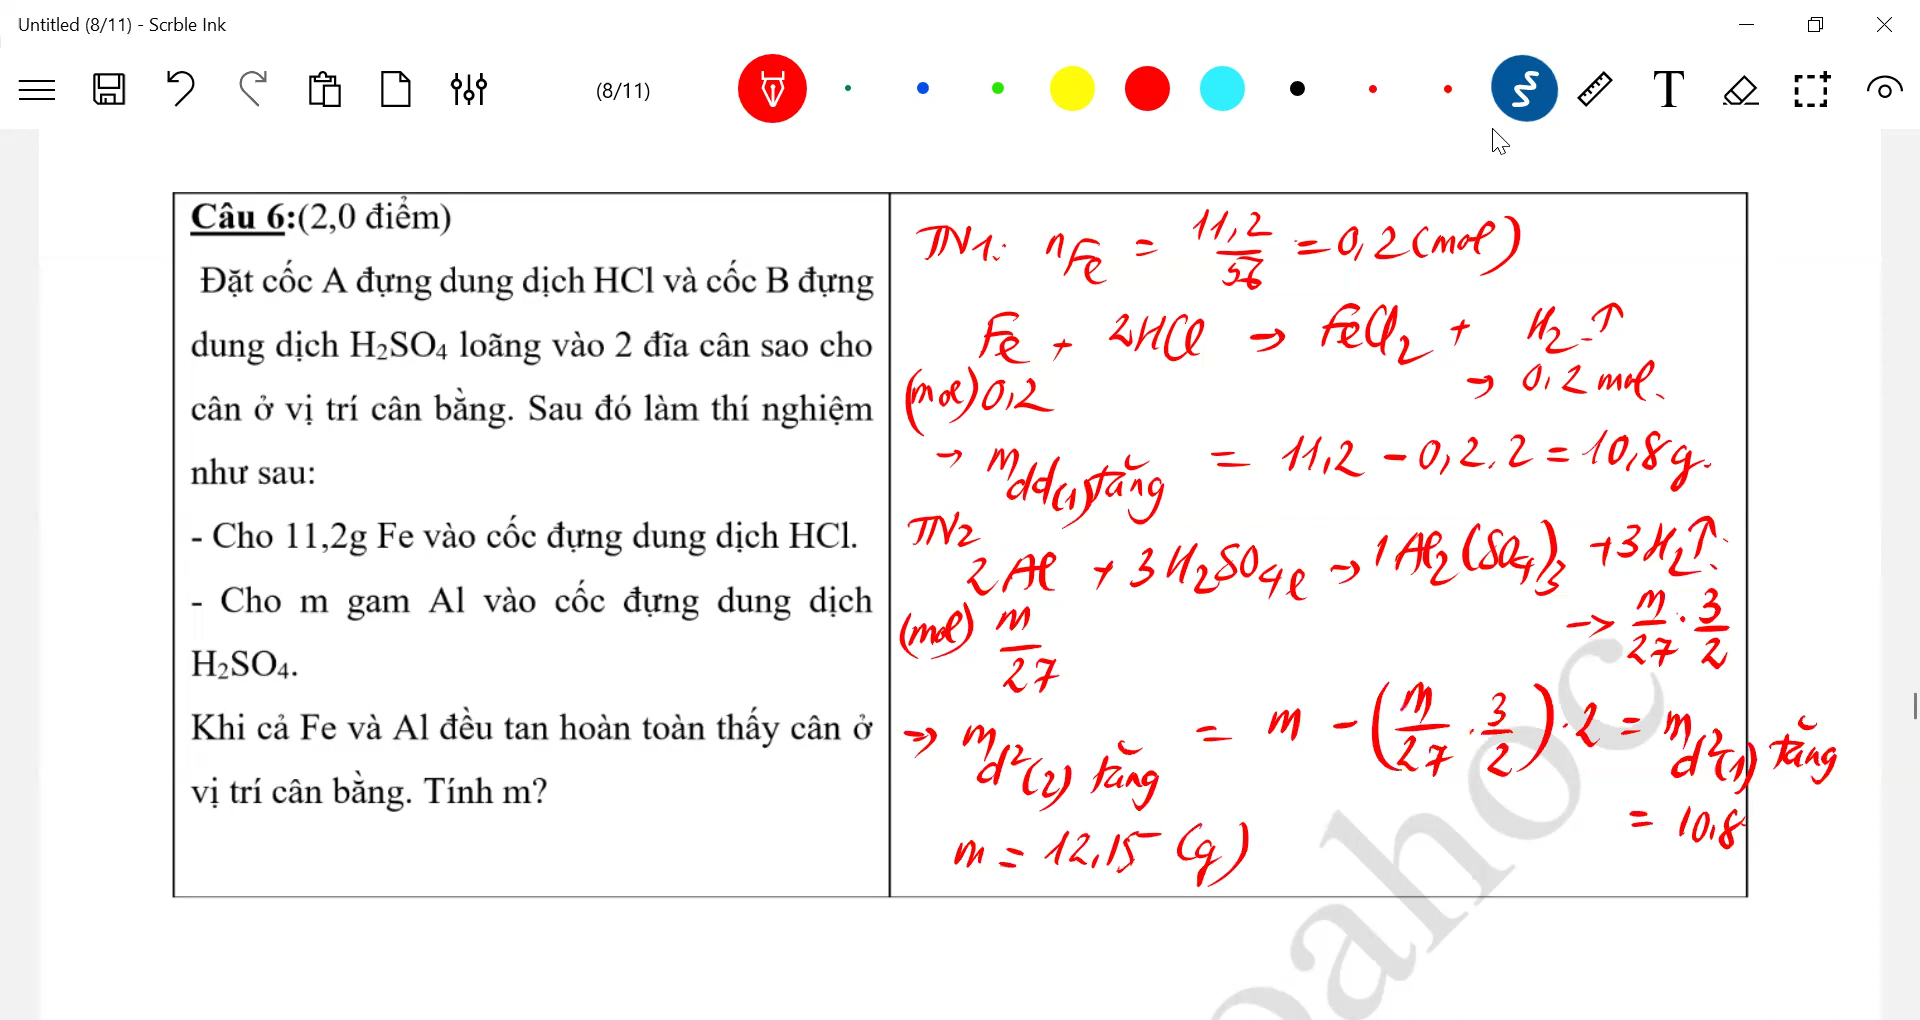 Untitled (8/11) - Scrble Ink
(8/11)
T
Câu 6:(2,0 điểm)
Đặt cốc A đựng dung dịch HCl và cốc B đựng
dung dịch H₂SO₄ loãng vào 2 đĩa cân sao cho
cân ở vị trí cân bằng. Sau đó làm thí nghiệm
như sau:
- Cho 11,2g Fe vào cốc đựng dung dịch HCl.
- Cho m gam Al vào cốc đựng dung dịch
H₂SO₄.
Khi cả Fe và Al đều tan hoàn toàn thấy cân ở
vị trí cân bằng. Tính m?
TN1: nFe = 11,2/56 = 0,2 (mol)
Fe + 2HCl → FeCl₂ + H₂↑
(mol) 0,2 → 0,2 mol.
→ mdd(1) tăng = 11,2 - 0,2.2 = 10,8g.
TN2
2Al + 3H₂SO₄l → 1Al₂(SO₄)₃ + 3H₂↑.
(mol) m/27 → m/27 . 3/2
→ md²(2) tăng = m - (m/27 . 3/2) . 2 = md²(1) tăng
= 10,8
m = 12,15 (g)
oahoc